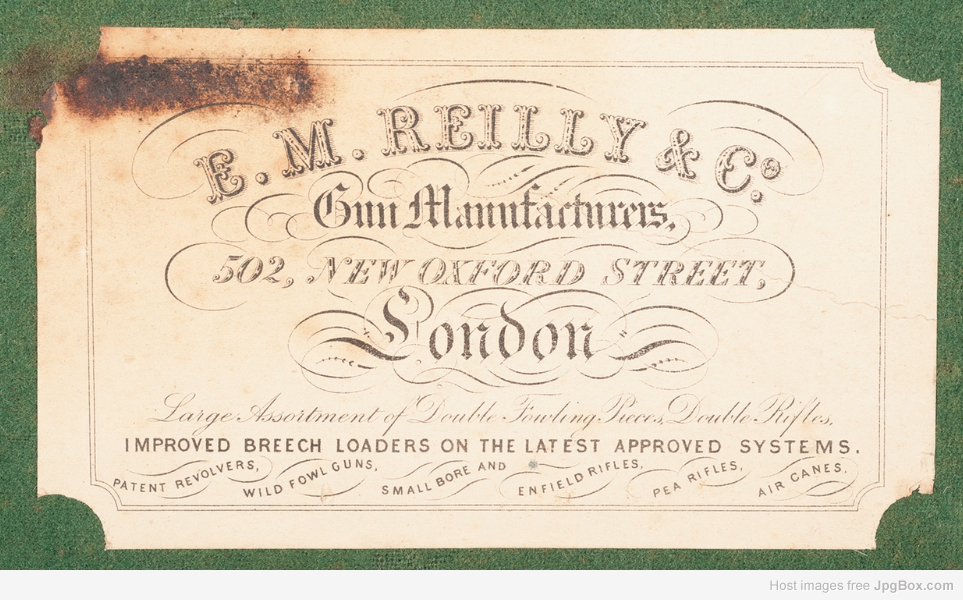 E. M. REILLY & Co.
Gun Manufacturers,
502, NEW OXFORD STREET,
London
Large Assortment of Double Fowling Pieces, Double Rifles,
IMPROVED BREECH LOADERS ON THE LATEST APPROVED SYSTEMS.
PATENT REVOLVERS, WILD FOWL GUNS, SMALL BORE AND ENFIELD RIFLES, PEA RIFLES, AIR CANES,
Host images free JpgBox.com